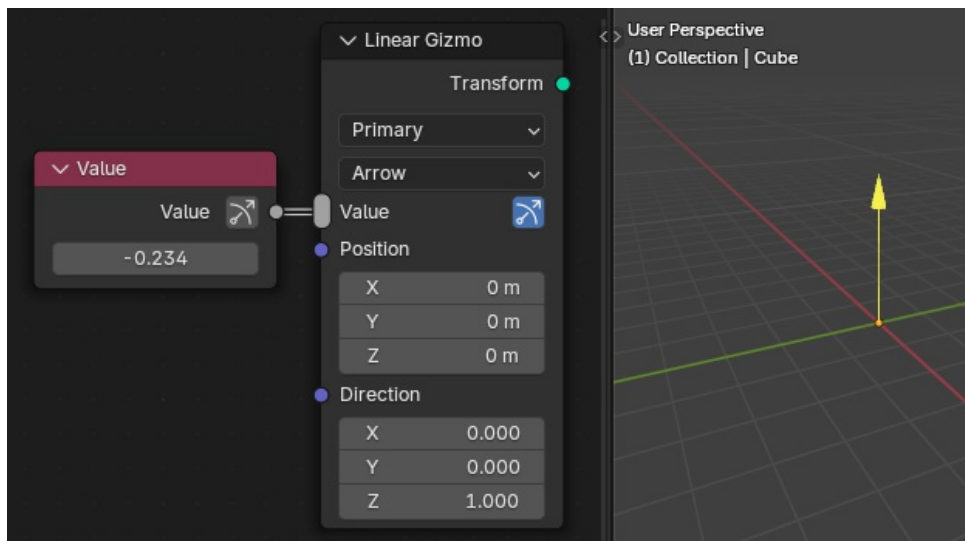 Value
Value
-0.234
Linear Gizmo
Transform
Primary
Arrow
Value
Position
X 0 m
Y 0 m
Z 0 m
Direction
X 0.000
Y 0.000
Z 1.000
User Perspective
(1) Collection | Cube